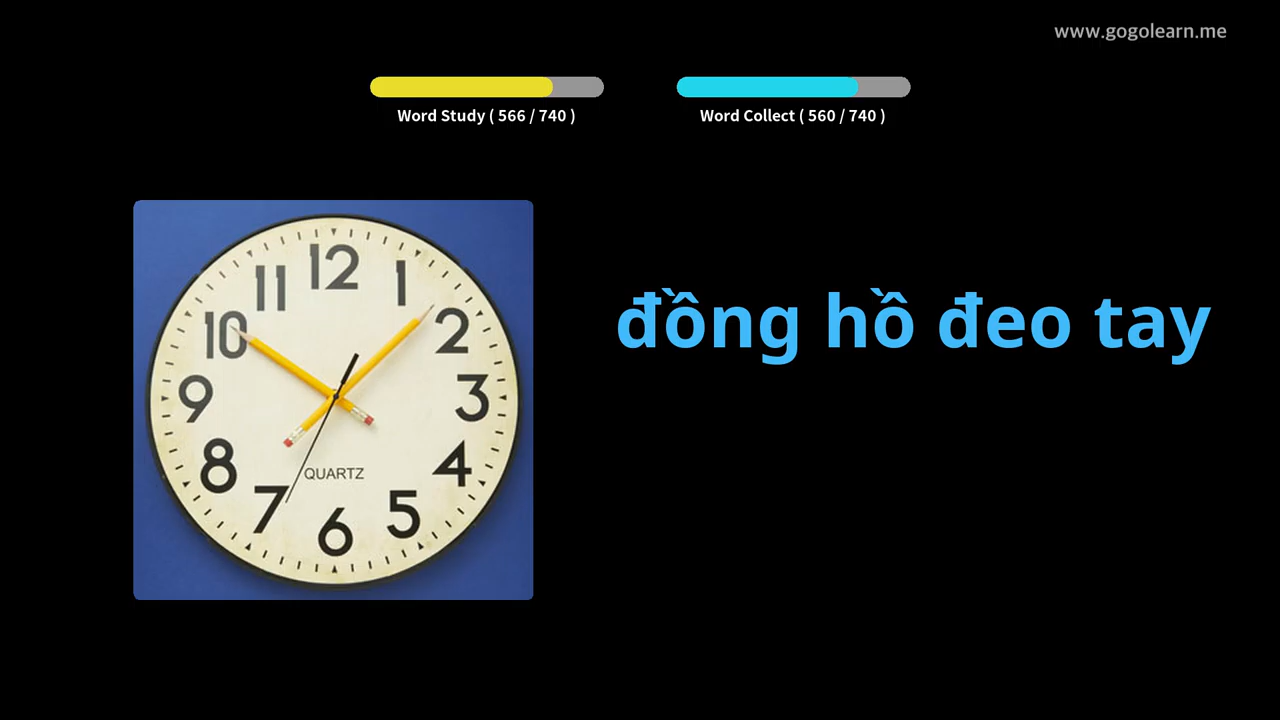 www.gogolearn.me
Word Study ( 566 / 740 )
Word Collect ( 560 / 740 )
12
11
1
10
2
9
3
8
4
QUARTZ
7
5
6
đồng hồ đeo tay